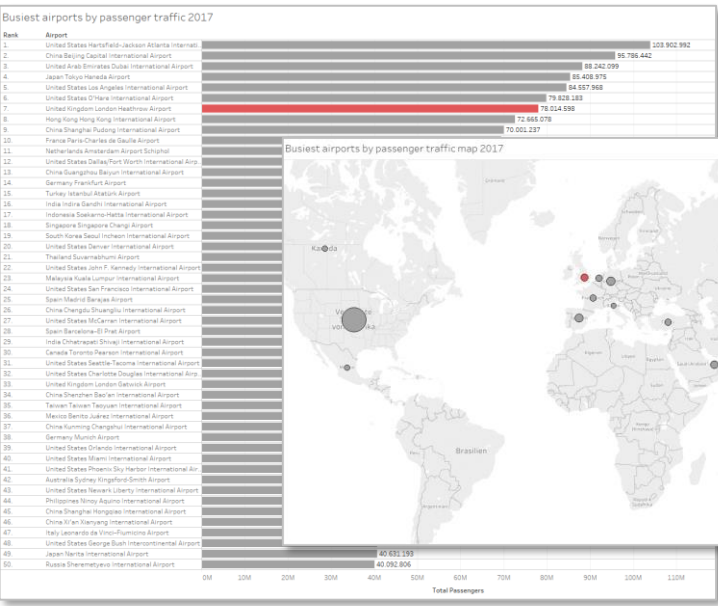 Busiest airports by passenger traffic 2017
Rank Airport
1. United States Hartsfield-Jackson Atlanta Internati.. 103.902.992
2. China Beijing Capital International Airport 95.786.442
3. United Arab Emirates Dubai International Airport 88.242.099
4. Japan Tokyo Haneda Airport 85.408.975
5. United States Los Angeles International Airport 84.557.968
6. United States O'Hare International Airport 79.828.183
7. United Kingdom London Heathrow Airport 78.014.598
8. Hong Kong Hong Kong International Airport 72.665.078
9. China Shanghai Pudong International Airport 70.001.237
10. France Paris-Charles de Gaulle Airport
11. Netherlands Amsterdam Airport Schiphol
12. United States Dallas/Fort Worth International Airp..
13. China Guangzhou Baiyun International Airport
14. Germany Frankfurt Airport
15. Turkey Istanbul Atatürk Airport
16. India Indira Gandhi International Airport
17. Indonesia Soekarno-Hatta International Airport
18. Singapore Singapore Changi Airport
19. South Korea Seoul Incheon International Airport
20. United States Denver International Airport
21. Thailand Suvarnabhumi Airport
22. United States John F. Kennedy International Airport
23. Malaysia Kuala Lumpur International Airport
24. United States San Francisco International Airport
25. Spain Madrid Barajas Airport
26. China Chengdu Shuangliu International Airport
27. United States McCarran International Airport
28. Spain Barcelona–El Prat Airport
29. India Chhatrapati Shivaji International Airport
30. Canada Toronto Pearson International Airport
31. United States Seattle-Tacoma International Airport
32. United States Charlotte Douglas International Airp..
33. United Kingdom London Gatwick Airport
34. China Shenzhen Bao'an International Airport
35. Taiwan Taiwan Taoyuan International Airport
36. Mexico Benito Juárez International Airport
37. China Kunming Changshui International Airport
38. Germany Munich Airport
39. United States Orlando International Airport
40. United States Miami International Airport
41. United States Phoenix Sky Harbor International Air..
42. Australia Sydney Kingsford-Smith Airport
43. United States Newark Liberty International Airport
44. Philippines Ninoy Aquino International Airport
45. China Shanghai Hongqiao International Airport
46. China Xi'an Xianyang International Airport
47. Italy Leonardo da Vinci–Fiumicino Airport
48. United States George Bush Intercontinental Airport
49. Japan Narita International Airport 40.631.193
50. Russia Sheremetyevo International Airport 40.092.806
0M 10M 20M 30M 40M 50M 60M 70M 80M 90M 100M 110M
Total Passengers
Busiest airports by passenger traffic map 2017
Schweden
Norwegen
Ukraine
Algerien
Libyen
Ägypten
Sudan
Brasilien
Peru